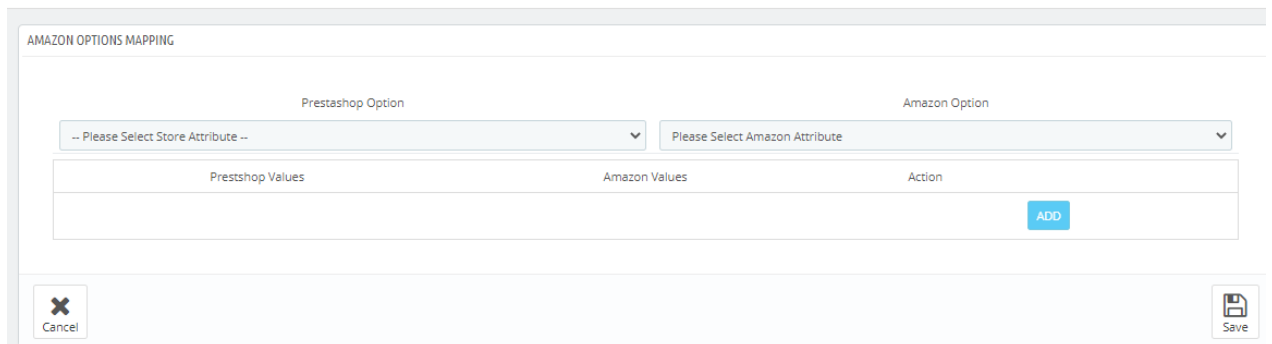 AMAZON OPTIONS MAPPING
Prestashop Option Amazon Option
-- Please Select Store Attribute -- Please Select Amazon Attribute
Prestshop Values Amazon Values Action
ADD
Cancel Save